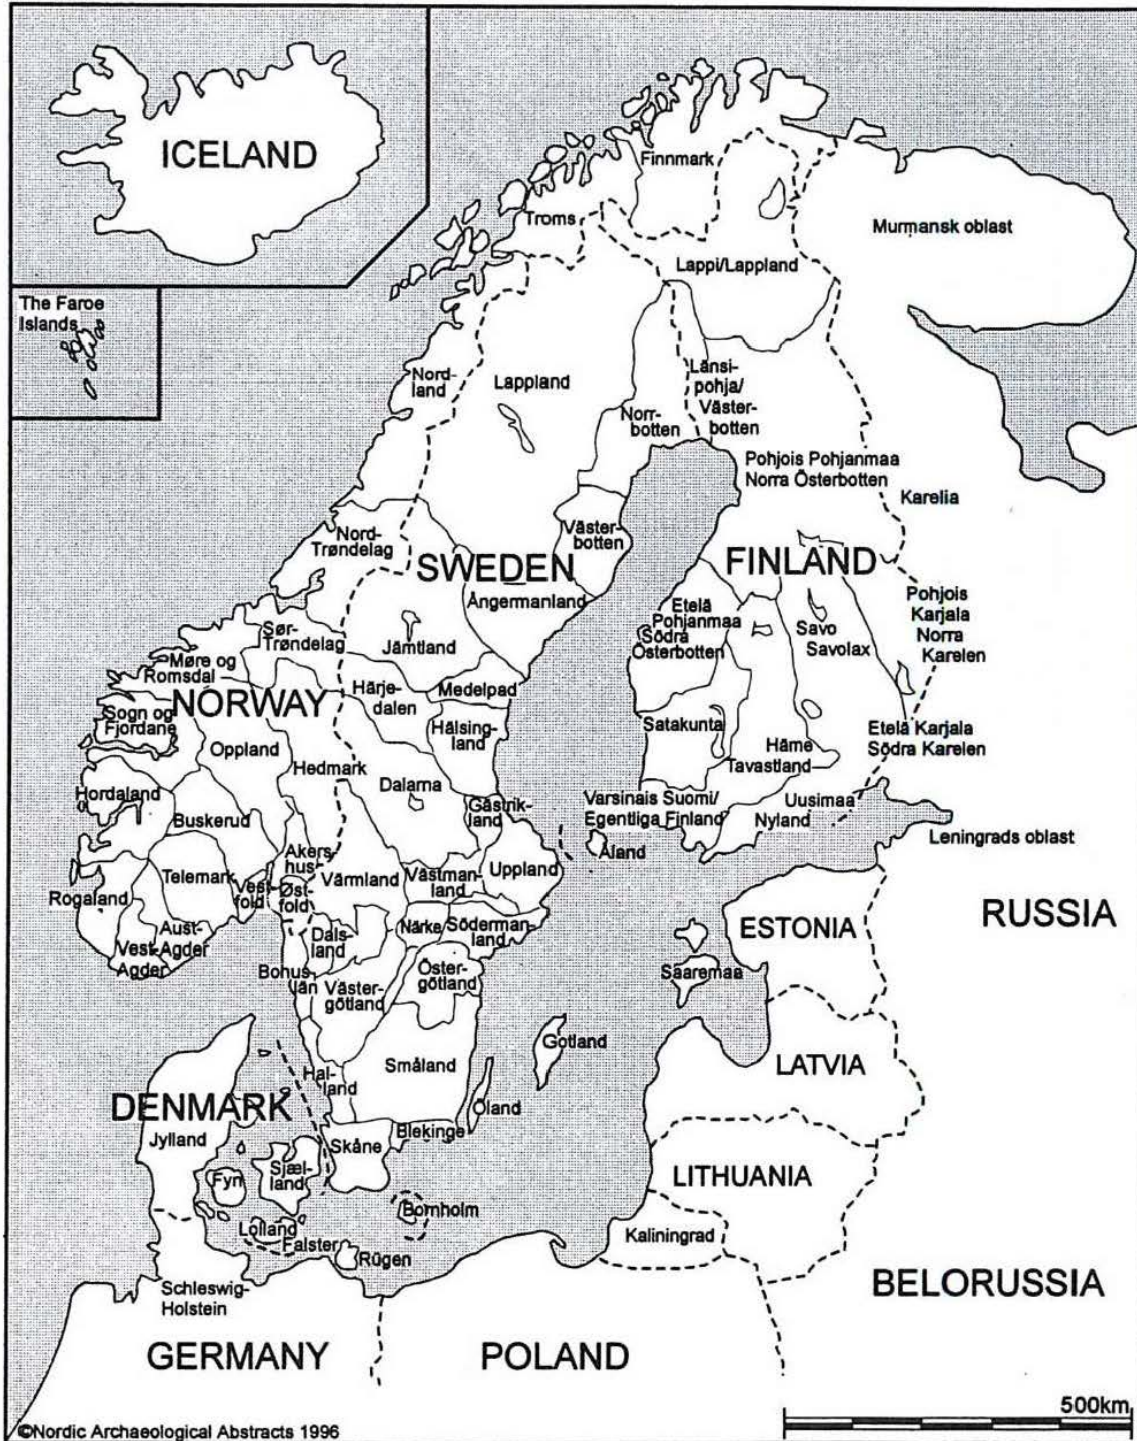 ICELAND
The Faroe
Islands
Finnmark
Troms
Murmansk oblast
Lappi/Lappland
Nord-
land
Lappland
Länsi-
pohja/
Väster-
botten
Norr-
botten
Pohjois Pohjanmaa
Norra Österbotten
Karelia
Nord-
Trøndelag
Väster-
botten
SWEDEN
FINLAND
Ångermanland
Etelä
Pohjanmaa
Södra
Österbotten
Savo
Savolax
Pohjois
Karjala
Norra
Karelen
Sør-
Trøndelag
Jämtland
Møre og
Romsdal
NORWAY
Härje-
dalen
Medelpad
Sogn og
Fjordane
Hälsing-
land
Satakunta
Etelä Karjala
Södra Karelen
Oppland
Häme
Tavastland
Hedmark
Dalarna
Hordaland
Gästrik-
land
Varsinais Suomi/
Egentliga Finland
Uusimaa
Nyland
Buskerud
Leningrads oblast
Åland
Akers-
hus
Telemark
Vest-
fold
Øst-
fold
Värmland
Västman-
land
Uppland
Rogaland
Aust-
Agder
Vest-
Agder
Dals-
land
Närke
Söderman-
land
ESTONIA
RUSSIA
Bohus
län
Väster-
götland
Öster-
götland
Saaremaa
Gotland
Småland
LATVIA
Hal-
land
Öland
DENMARK
Jylland
Blekinge
Skåne
LITHUANIA
Fyn
Sjæl-
land
Bornholm
Lolland
Falster
Rügen
Kaliningrad
Schleswig-
Holstein
BELORUSSIA
GERMANY
POLAND
500km
©Nordic Archaeological Abstracts 1996